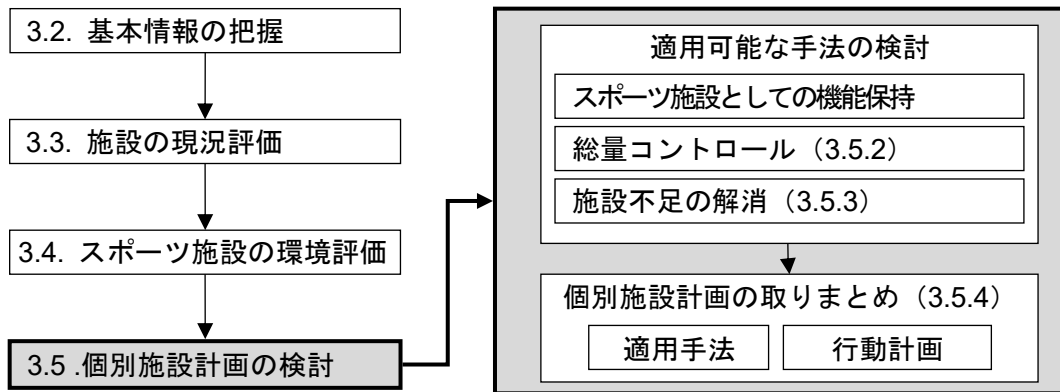 3.2. 基本情報の把握
3.3. 施設の現況評価
3.4. スポーツ施設の環境評価
3.5 .個別施設計画の検討
適用可能な手法の検討
スポーツ施設としての機能保持
総量コントロール（3.5.2）
施設不足の解消（3.5.3）
個別施設計画の取りまとめ（3.5.4）
適用手法
行動計画